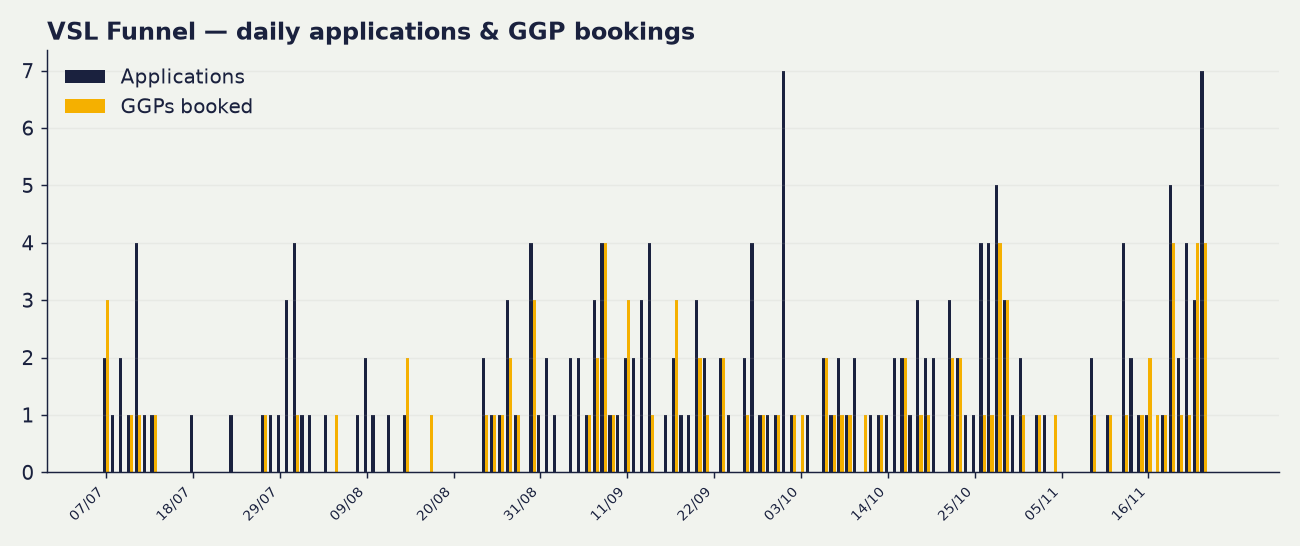 VSL Funnel — daily applications & GGP bookings
Applications
GGPs booked
7
6
5
4
3
2
1
0
07/07 18/07 29/07 09/08 20/08 31/08 11/09 22/09 03/10 14/10 25/10 05/11 16/11